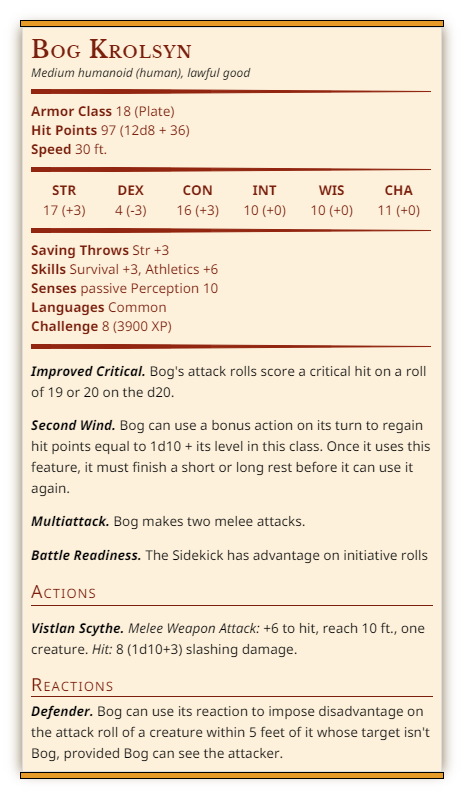 Bog Krolsyn
Medium humanoid (human), lawful good
Armor Class 18 (Plate)
Hit Points 97 (12d8 + 36)
Speed 30 ft.
STR DEX CON INT WIS CHA
17 (+3) 4 (-3) 16 (+3) 10 (+0) 10 (+0) 11 (+0)
Saving Throws Str +3
Skills Survival +3, Athletics +6
Senses passive Perception 10
Languages Common
Challenge 8 (3900 XP)
Improved Critical. Bog's attack rolls score a critical hit on a roll
of 19 or 20 on the d20.
Second Wind. Bog can use a bonus action on its turn to regain
hit points equal to 1d10 + its level in this class. Once it uses this
feature, it must finish a short or long rest before it can use it
again.
Multiattack. Bog makes two melee attacks.
Battle Readiness. The Sidekick has advantage on initiative rolls
Actions
Vistlan Scythe. Melee Weapon Attack: +6 to hit, reach 10 ft., one
creature. Hit: 8 (1d10+3) slashing damage.
Reactions
Defender. Bog can use its reaction to impose disadvantage on
the attack roll of a creature within 5 feet of it whose target isn't
Bog, provided Bog can see the attacker.